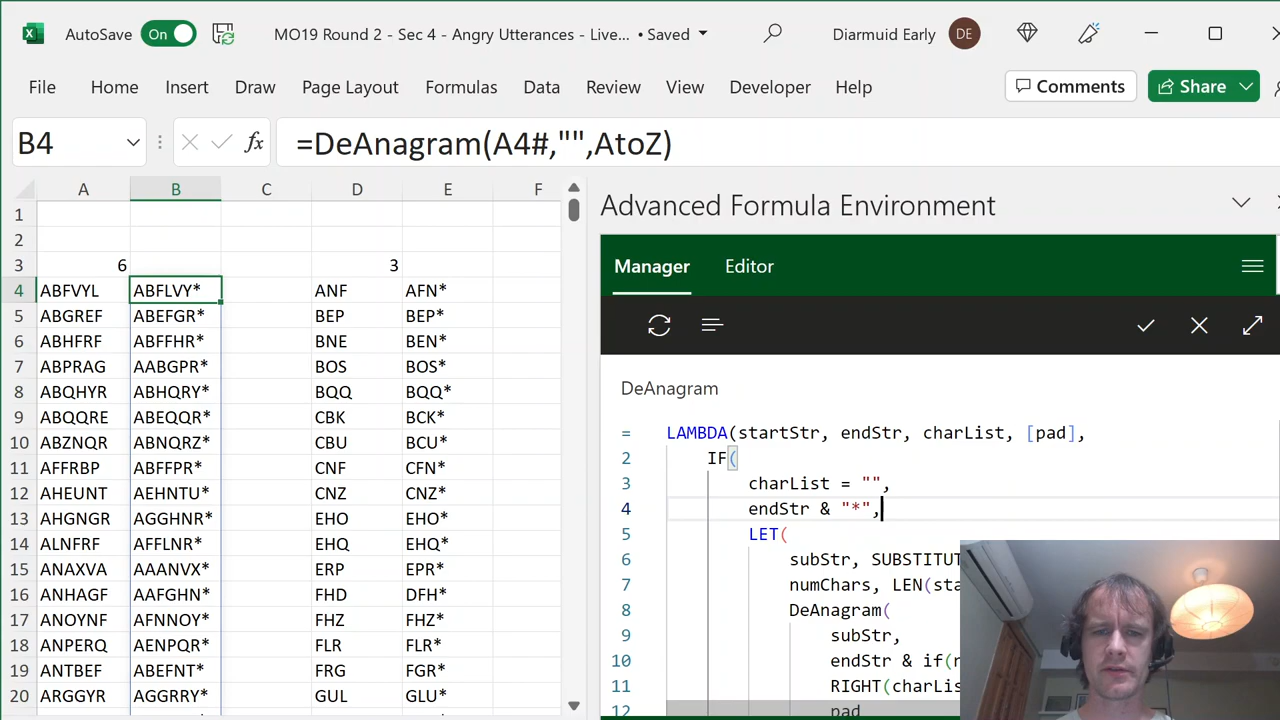 AutoSave On MO19 Round 2 - Sec 4 - Angry Utterances - Live... • Saved Diarmuid Early DE
File Home Insert Draw Page Layout Formulas Data Review View Developer Help Comments Share
B4 fx =DeAnagram(A4#,"",AtoZ)
A B C D E F
1
2
3 6 3
4 ABFVYL ABFLVY* ANF AFN*
5 ABGREF ABEFGR* BEP BEP*
6 ABHFRF ABFFHR* BNE BEN*
7 ABPRAG AABGPR* BOS BOS*
8 ABQHYR ABHQRY* BQQ BQQ*
9 ABQQRE ABEQQR* CBK BCK*
10 ABZNQR ABNQRZ* CBU BCU*
11 AFFRBP ABFFPR* CNF CFN*
12 AHEUNT AEHNTU* CNZ CNZ*
13 AHGNGR AGGHNR* EHO EHO*
14 ALNFRF AFFLNR* EHQ EHQ*
15 ANAXVA AAANVX* ERP EPR*
16 ANHAGF AAFGHN* FHD DFH*
17 ANOYNF AFNNOY* FHZ FHZ*
18 ANPERQ AENPQR* FLR FLR*
19 ANTBEF ABEFNT* FRG FGR*
20 ARGGYR AGGRRY* GUL GLU*
Advanced Formula Environment
Manager Editor
DeAnagram
= LAMBDA(startStr, endStr, charList, [pad],
2 IF(
3 charList = "",
4 endStr & "*",
5 LET(
6 subStr, SUBSTITUT
7 numChars, LEN(sta
8 DeAnagram(
9 subStr,
10 endStr & if(
11 RIGHT(charLis
12 pad